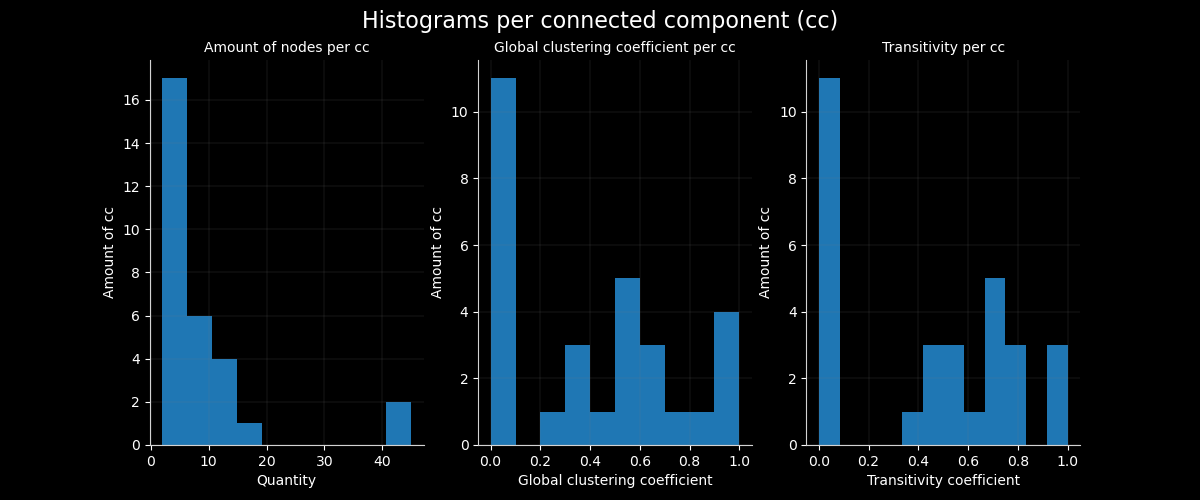 Histograms per connected component (cc)
Amount of nodes per cc
Global clustering coefficient per cc
Transitivity per cc
Amount of cc
16
14
12
10
8
6
4
2
0
0 10 20 30 40
Quantity
Amount of cc
10
8
6
4
2
0
0.0 0.2 0.4 0.6 0.8 1.0
Global clustering coefficient
Amount of cc
10
8
6
4
2
0
0.0 0.2 0.4 0.6 0.8 1.0
Transitivity coefficient